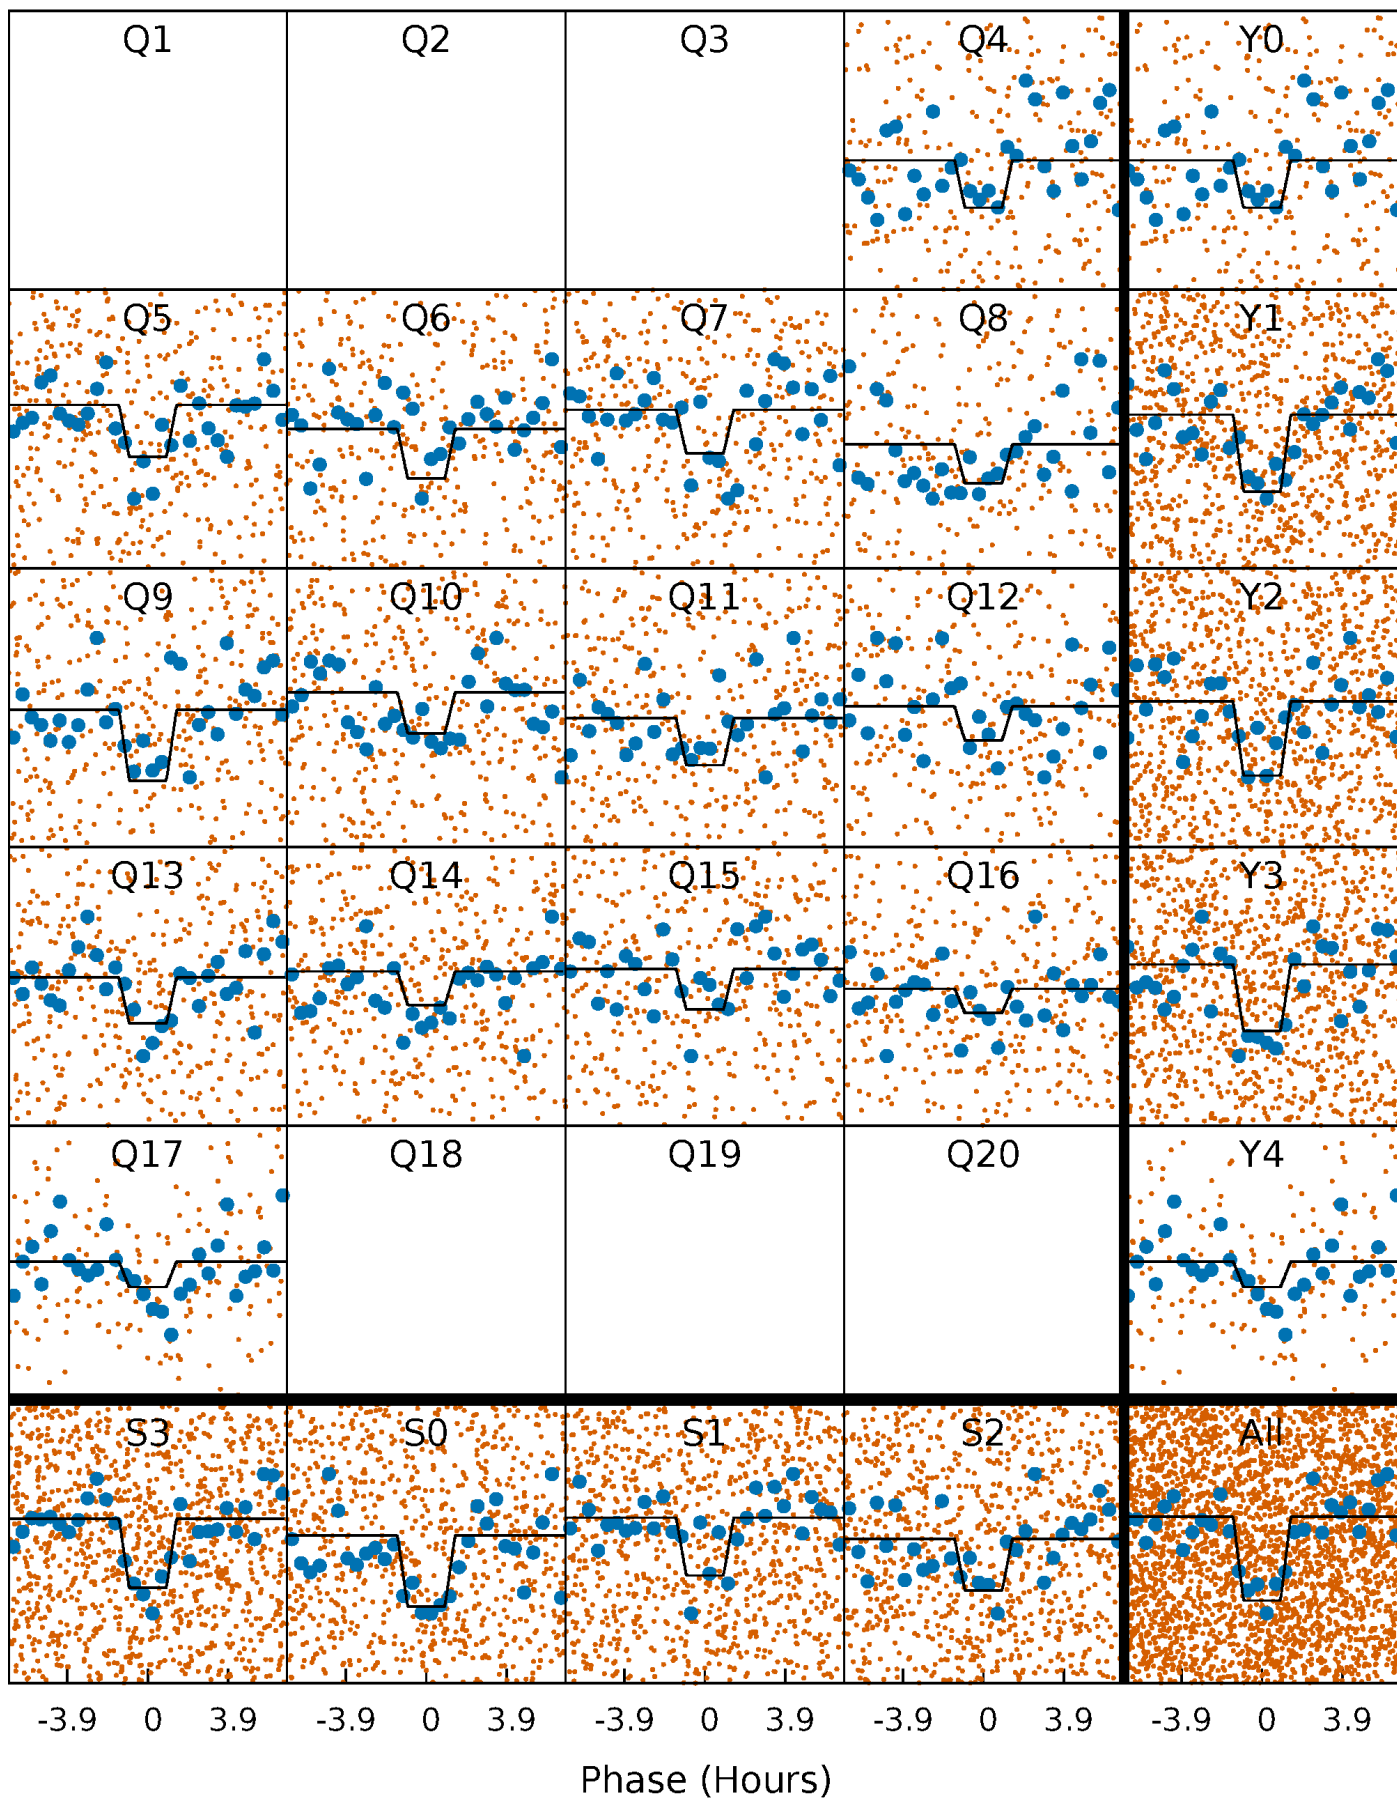 Q1 Q2 Q3 Q4 Y0
Q5 Q6 Q7 Q8 Y1
Q9 Q10 Q11 Q12 Y2
Q13 Q14 Q15 Q16 Y3
Q17 Q18 Q19 Q20 Y4
S3 S0 S1 S2 All
-3.9 0 3.9 -3.9 0 3.9 -3.9 0 3.9 -3.9 0 3.9 -3.9 0 3.9
Phase (Hours)